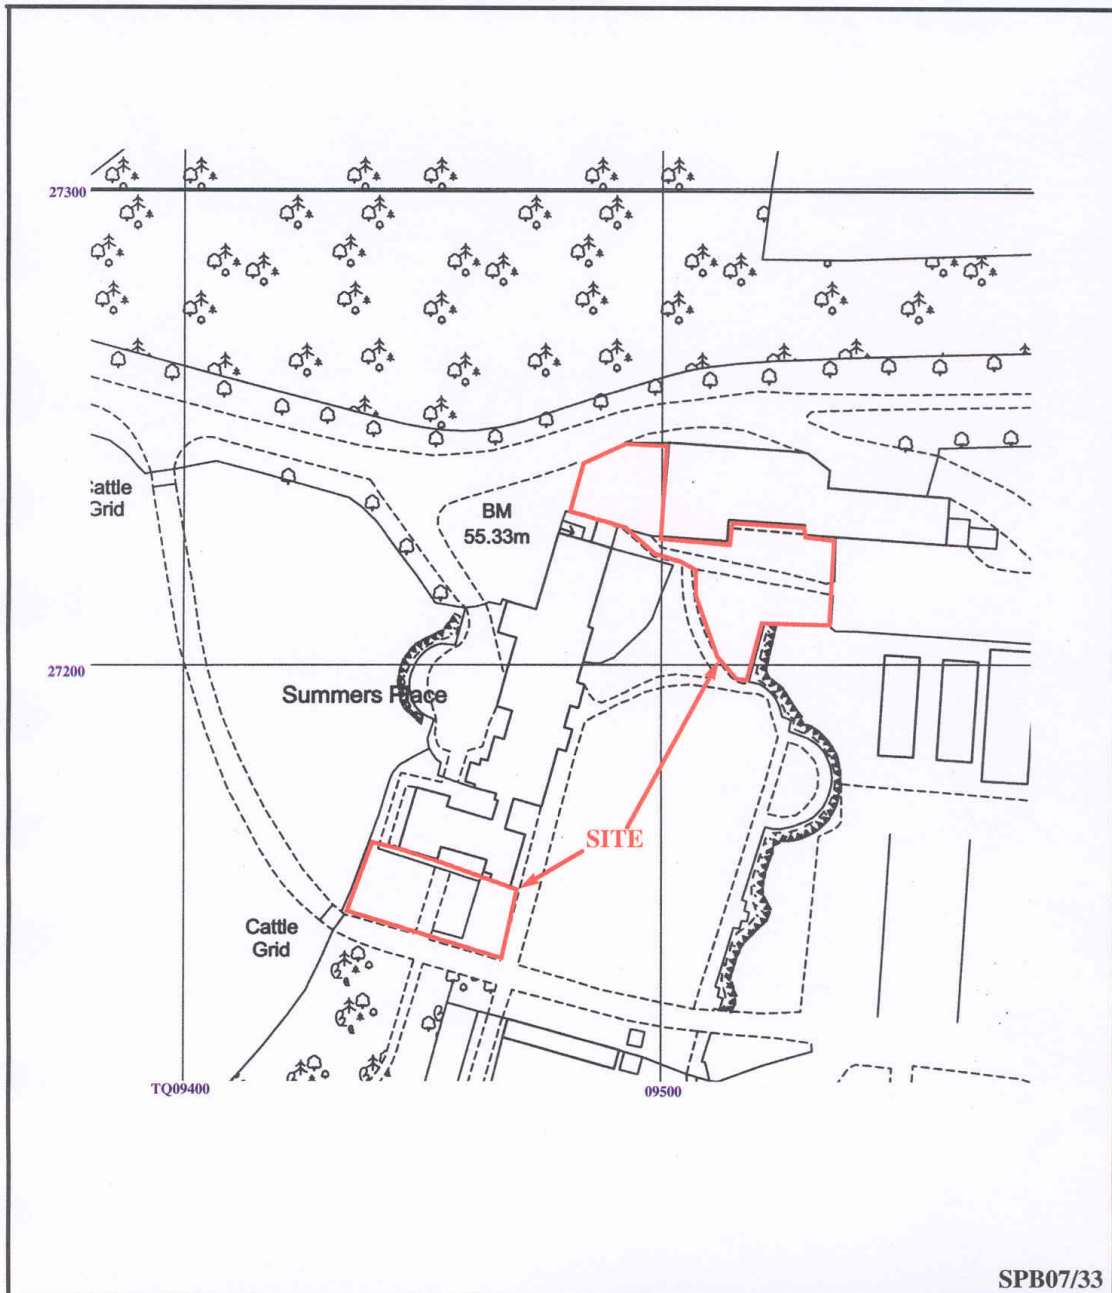 27300
Cattle
Grid
BM
55.33m
27200
Summers Place
SITE
Cattle
Grid
TQ09400
09500
SPB07/33